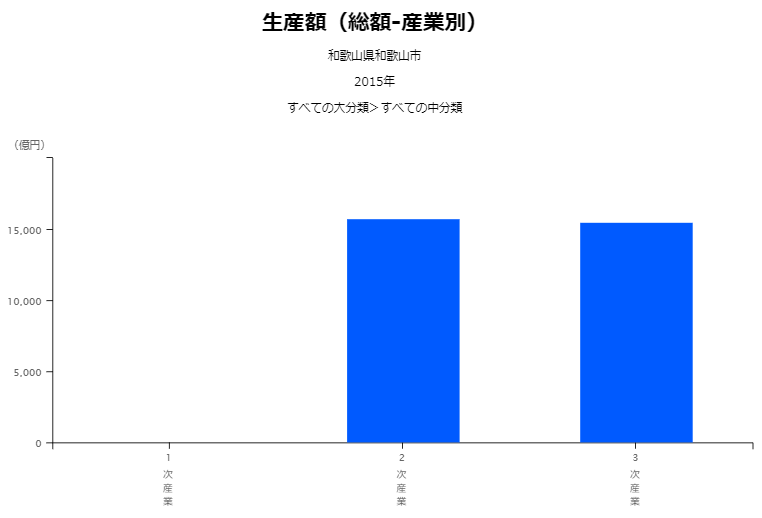 生産額（総額-産業別）
和歌山県和歌山市
2015年
すべての大分類＞すべての中分類
（億円）
15,000
10,000
5,000
0
1次産業
2次産業
3次産業